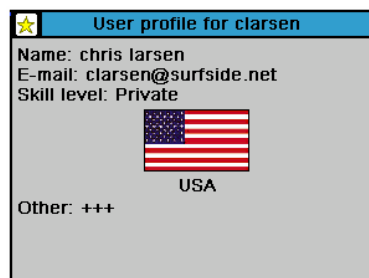 User profile for clarsen
Name: chris larsen
E-mail: clarsen@surfside.net
Skill level: Private
USA
Other: +++